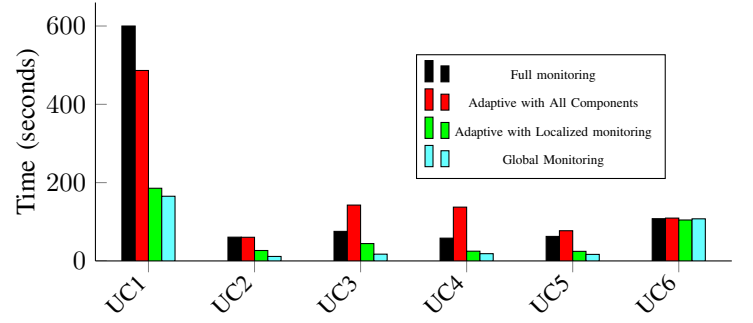 600
400
200
0
Time (seconds)
Full monitoring
Adaptive with All Components
Adaptive with Localized monitoring
Global Monitoring
UC1
UC2
UC3
UC4
UC5
UC6